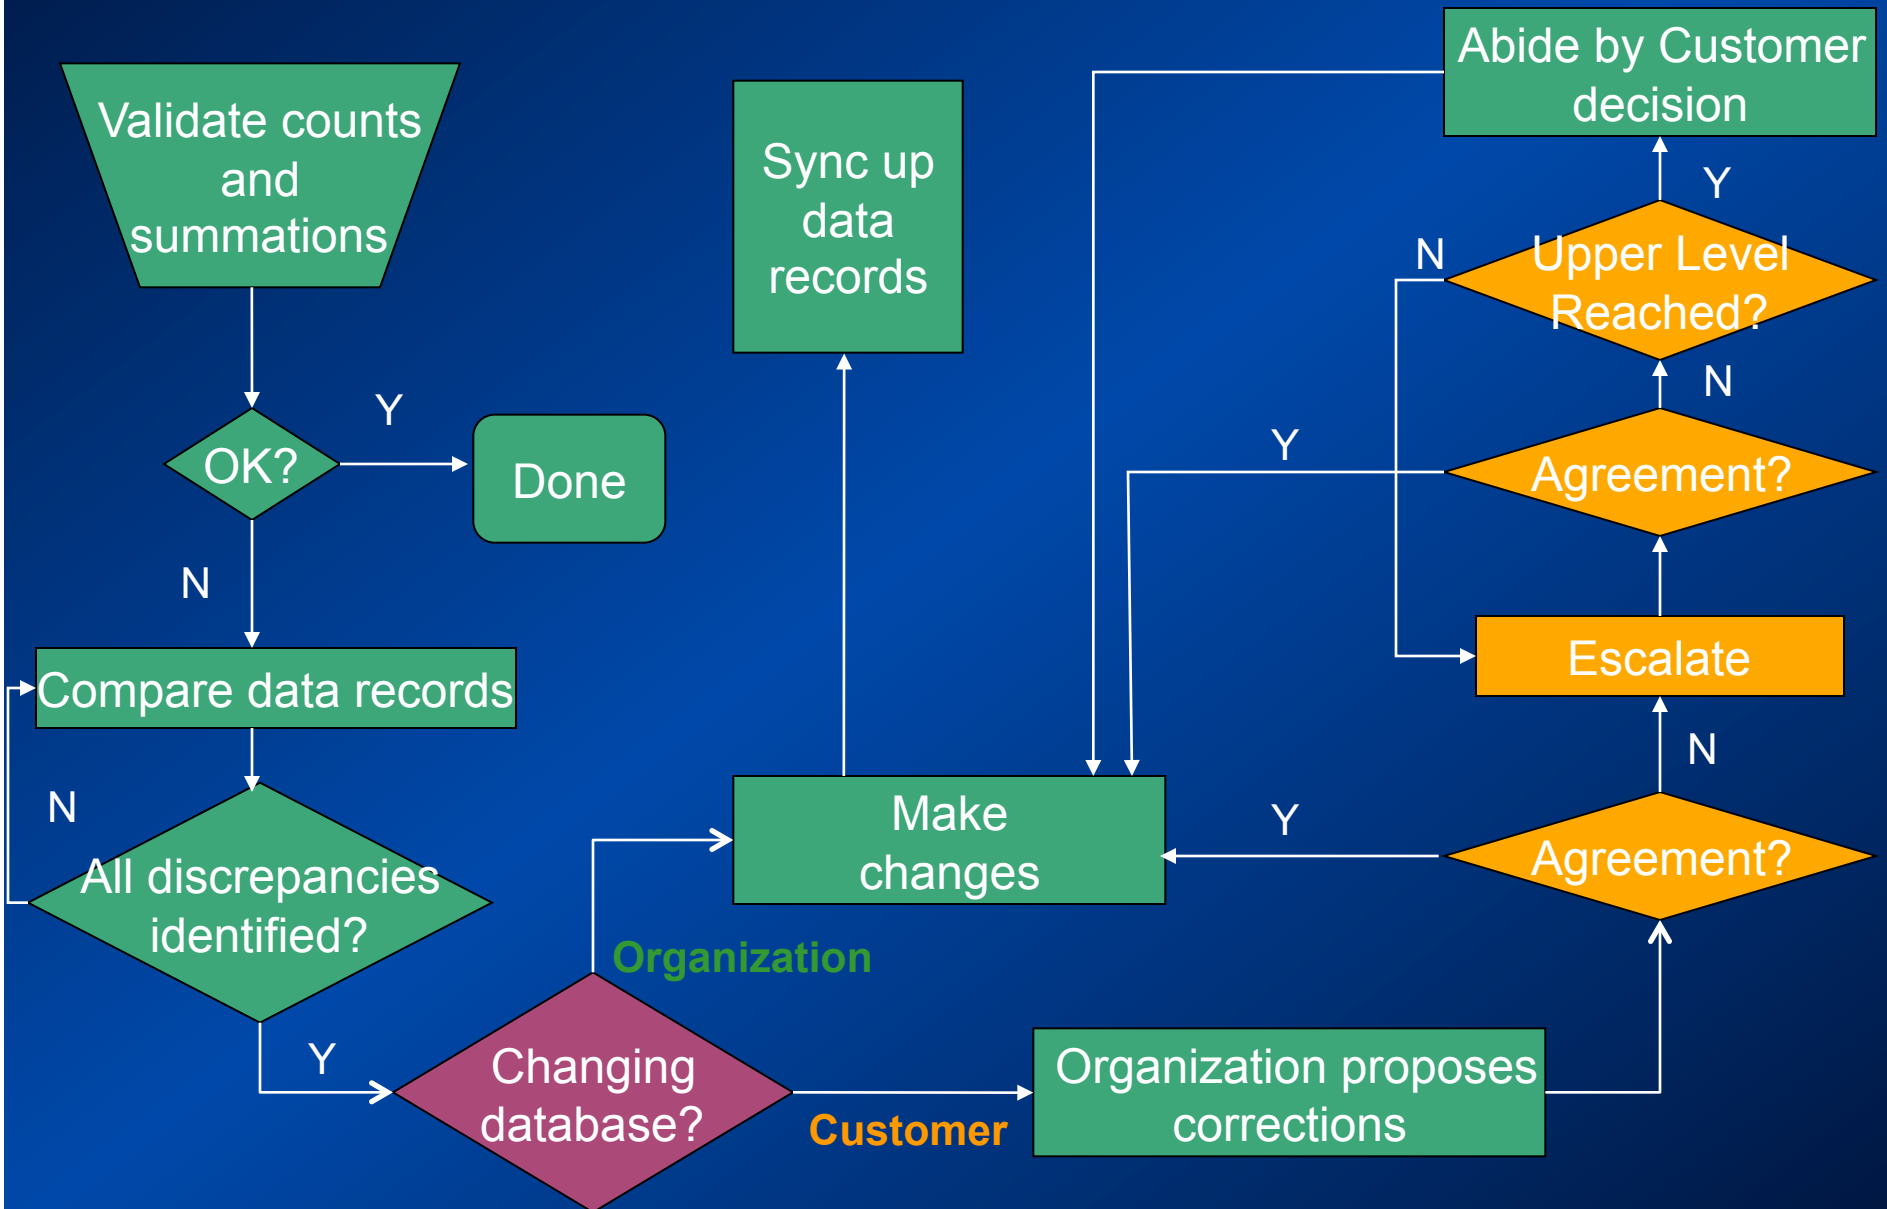 Validate counts
and
summations
OK?
Y
Done
N
Compare data records
N
All discrepancies
identified?
Y
Changing
database?
Organization
Customer
Sync up
data
records
Make
changes
Organization proposes
corrections
Abide by Customer
decision
Y
Upper Level
Reached?
N
N
Agreement?
Y
Escalate
N
Agreement?
Y